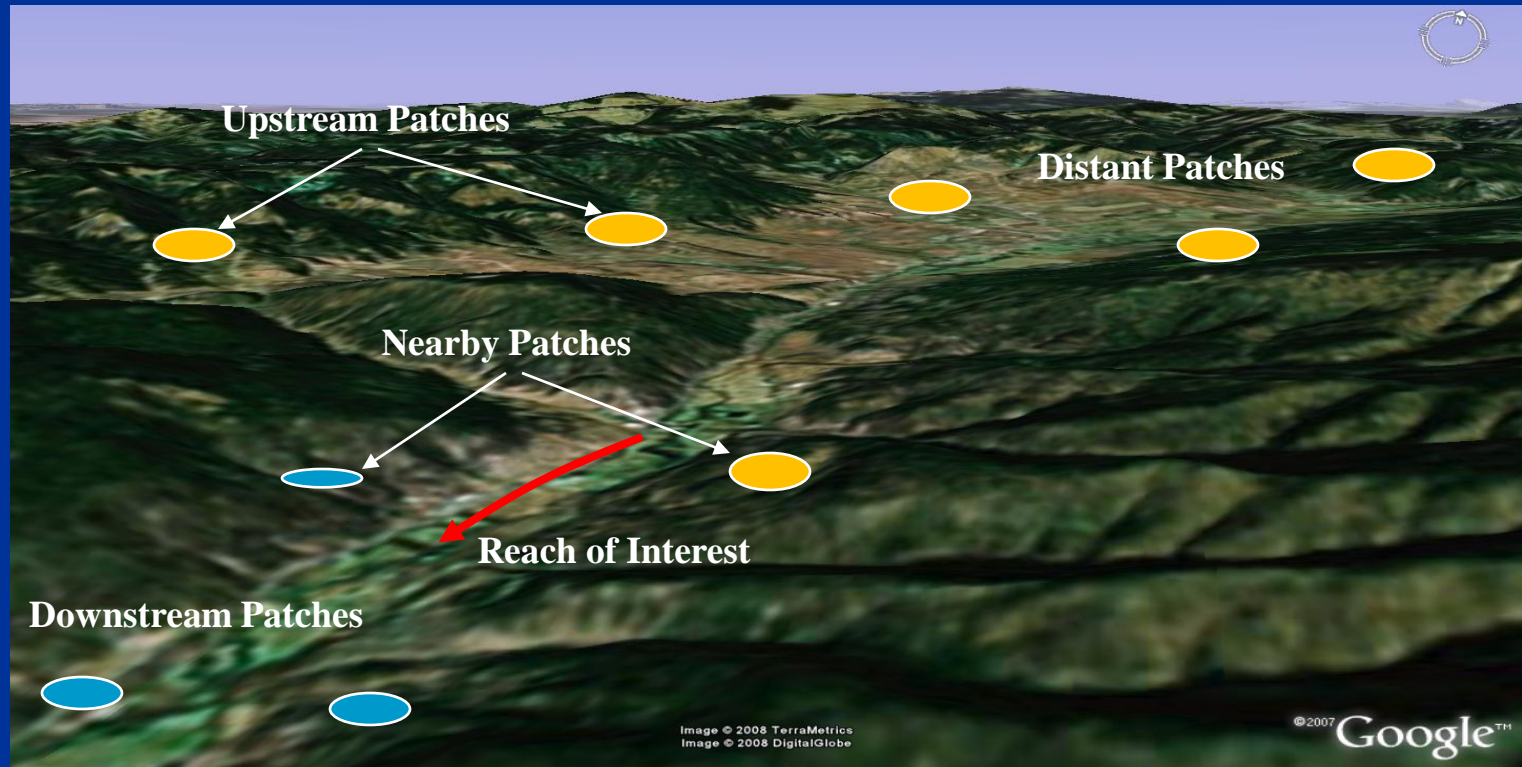 N
Upstream Patches
Distant Patches
Nearby Patches
Reach of Interest
Downstream Patches
Image © 2008 TerraMetrics
Image © 2008 DigitalGlobe
©2007 Google™